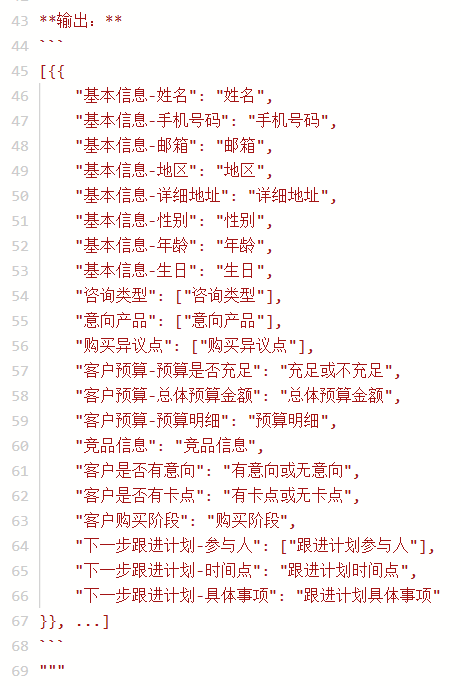 43 **输出：**
44 ```
45 [{{
46 "基本信息-姓名": "姓名",
47 "基本信息-手机号码": "手机号码",
48 "基本信息-邮箱": "邮箱",
49 "基本信息-地区": "地区",
50 "基本信息-详细地址": "详细地址",
51 "基本信息-性别": "性别",
52 "基本信息-年龄": "年龄",
53 "基本信息-生日": "生日",
54 "咨询类型": ["咨询类型"],
55 "意向产品": ["意向产品"],
56 "购买异议点": ["购买异议点"],
57 "客户预算-预算是否充足": "充足或不充足",
58 "客户预算-总体预算金额": "总体预算金额",
59 "客户预算-预算明细": "预算明细",
60 "竞品信息": "竞品信息",
61 "客户是否有意向": "有意向或无意向",
62 "客户是否有卡点": "有卡点或无卡点",
63 "客户购买阶段": "购买阶段",
64 "下一步跟进计划-参与人": ["跟进计划参与人"],
65 "下一步跟进计划-时间点": "跟进计划时间点",
66 "下一步跟进计划-具体事项": "跟进计划具体事项"
67 }}, ...]
68 ```
69 """